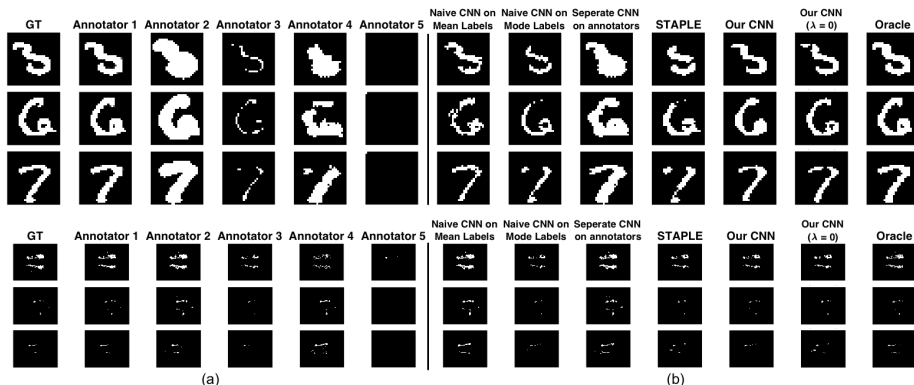 Naive CNN on Naive CNN on Seperate CNN Our CNN
GT Annotator 1 Annotator 2 Annotator 3 Annotator 4 Annotator 5 Mean Labels Mode Labels on annotators STAPLE Our CNN (λ = 0) Oracle
Naive CNN on Naive CNN on Seperate CNN Our CNN
GT Annotator 1 Annotator 2 Annotator 3 Annotator 4 Annotator 5 Mean Labels Mode Labels on annotators STAPLE Our CNN (λ = 0) Oracle
(a) (b)